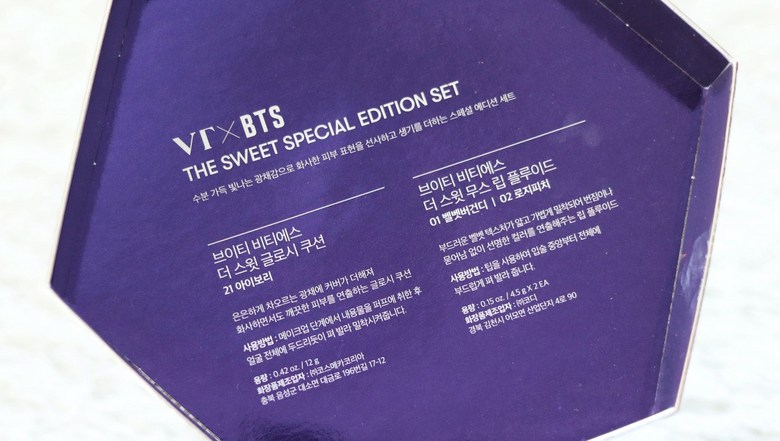 VT×BTS
THE SWEET SPECIAL EDITION SET
수분 가득 빛나는 광채감으로 화사한 피부 표현을 선사하고 생기를 더하는 스페셜 에디션 세트
브이티 비티에스
더 스윗 글로시 쿠션
21 아이보리
은은하게 차오르는 광채에 커버가 더해져
화사하면서도 깨끗한 피부를 연출하는 글로시 쿠션
사용방법 : 메이크업 단계에서 내용물을 퍼프에 취한 후
얼굴 전체에 두드리듯이 펴 발라 밀착시켜줍니다.
용량 : 0.42 oz. / 12 g
화장품제조업자 : ㈜코스메카코리아
충북 음성군 대소면 대금로 196번길 17-12
브이티 비티에스
더 스윗 무스 립 플루이드
01 벨벳버건디 I 02 로지피치
부드러운 벨벳 텍스처가 얇고 가볍게 밀착되어 번짐이나
묻어남 없이 선명한 컬러를 연출해주는 립 플루이드
사용방법 : 팁을 사용하여 입술 중앙부터 전체에
부드럽게 펴 발라 줍니다.
용량 : 0.15 oz. / 4.5 g X 2 EA
화장품제조업자 : ㈜코디
경북 김천시 어모면 산업단지 4로 90